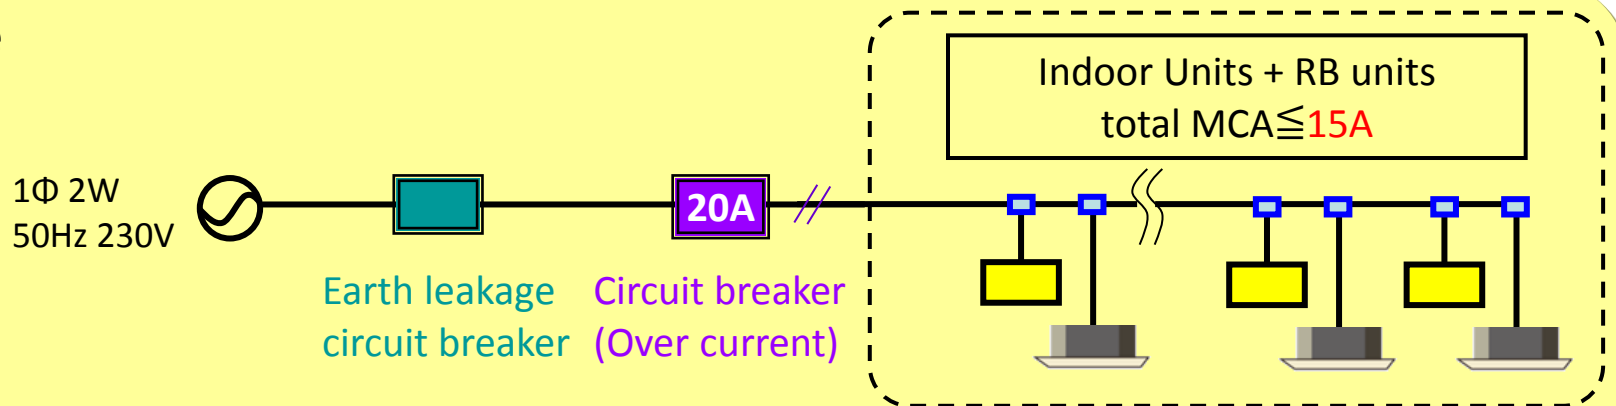 Indoor Units + RB units
total MCA≦15A
1Φ 2W
50Hz 230V
20A
Earth leakage
circuit breaker
Circuit breaker
(Over current)